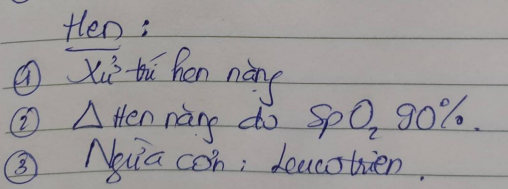 Hen :
① Xử trí hen nặng
② Δ Hen nặng do SpO₂ 90%.
③ Ngừa cơn : Leucotrien.